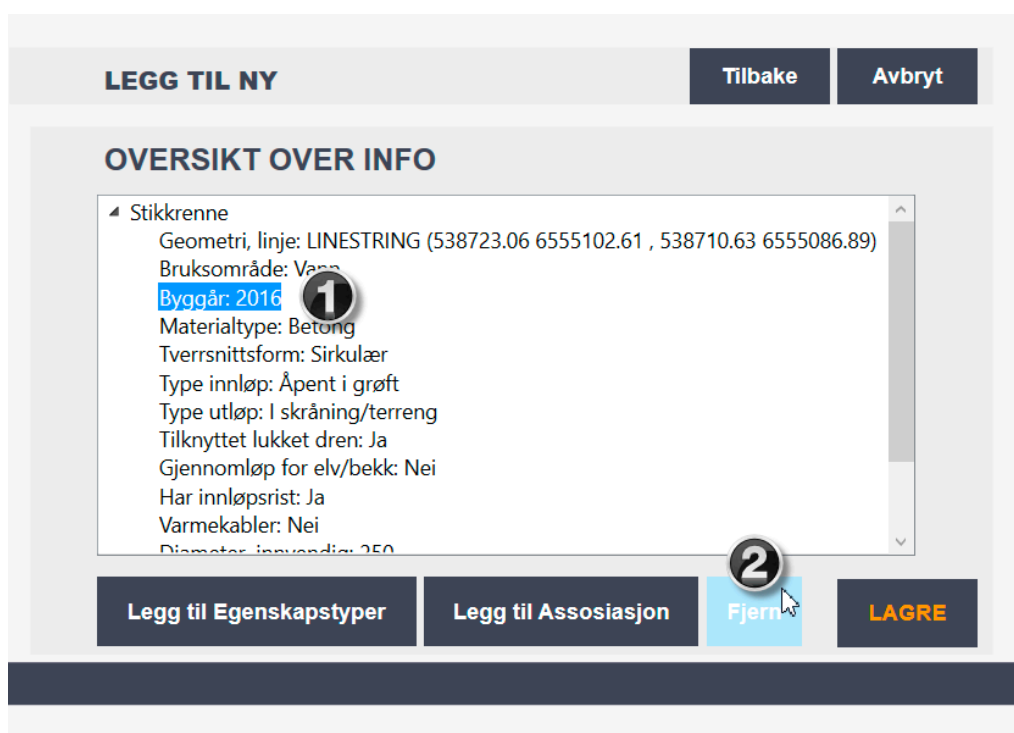 LEGG TIL NY
Tilbake
Avbryt
OVERSIKT OVER INFO
Stikkrenne
Geometri, linje: LINESTRING (538723.06 6555102.61 , 538710.63 6555086.89)
Bruksområde: Vann
Byggår: 2016
1
Materialtype: Betong
Tverrsnittsform: Sirkulær
Type innløp: Åpent i grøft
Type utløp: I skråning/terreng
Tilknyttet lukket dren: Ja
Gjennomløp for elv/bekk: Nei
Har innløpsrist: Ja
Varmekabler: Nei
Diameter, innvendig: 250
2
Legg til Egenskapstyper
Legg til Assosiasjon
Fjern
LAGRE